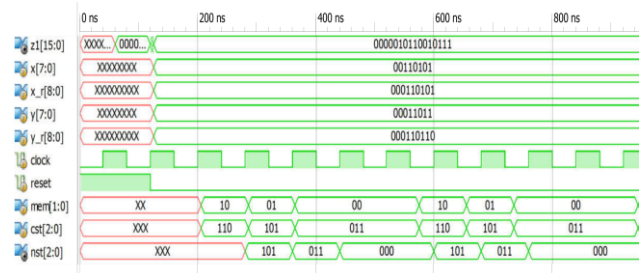 0 ns 200 ns 400 ns 600 ns 800 ns
z1[15:0] XXXX... 0000... 0000010110010111
x[7:0] XXXXXXXX 00110101
x_r[8:0] XXXXXXXXX 000110101
y[7:0] XXXXXXXX 00011011
y_r[8:0] XXXXXXXXX 000110110
clock
reset
mem[1:0] XX 10 01 00 10 01 00
cst[2:0] XXX 110 101 011 110 101 011
nst[2:0] XXX 101 011 000 101 011 000